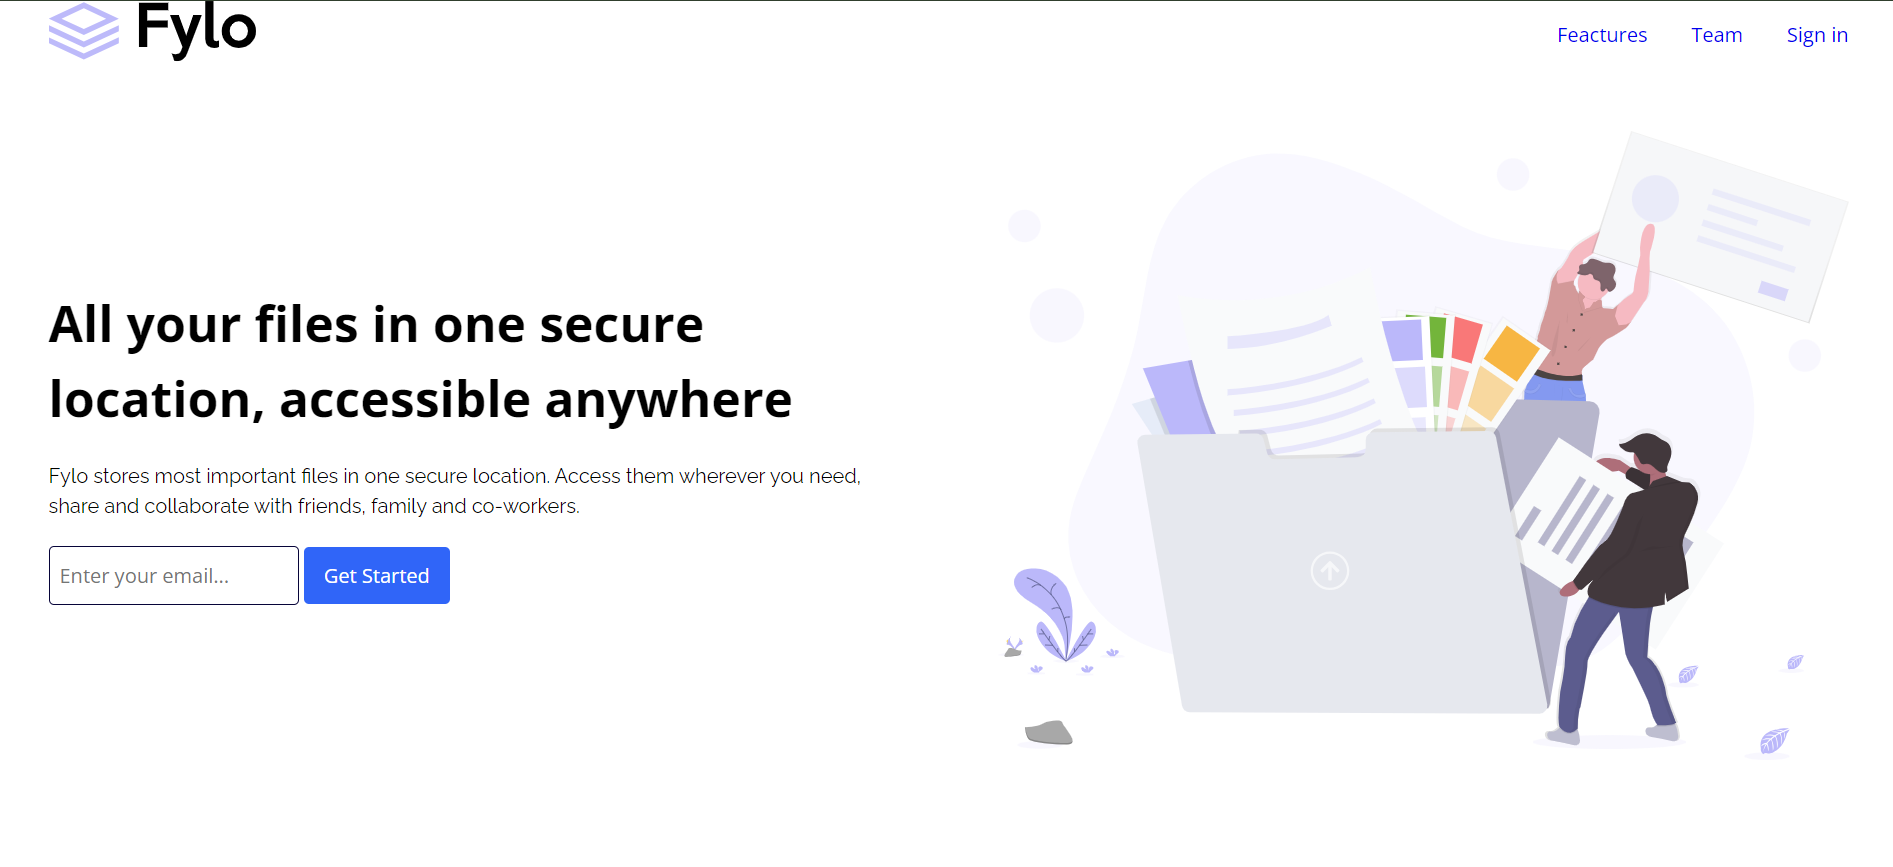 Fylo
Feactures Team Sign in
All your files in one secure
location, accessible anywhere
Fylo stores most important files in one secure location. Access them wherever you need,
share and collaborate with friends, family and co-workers.
Enter your email... Get Started